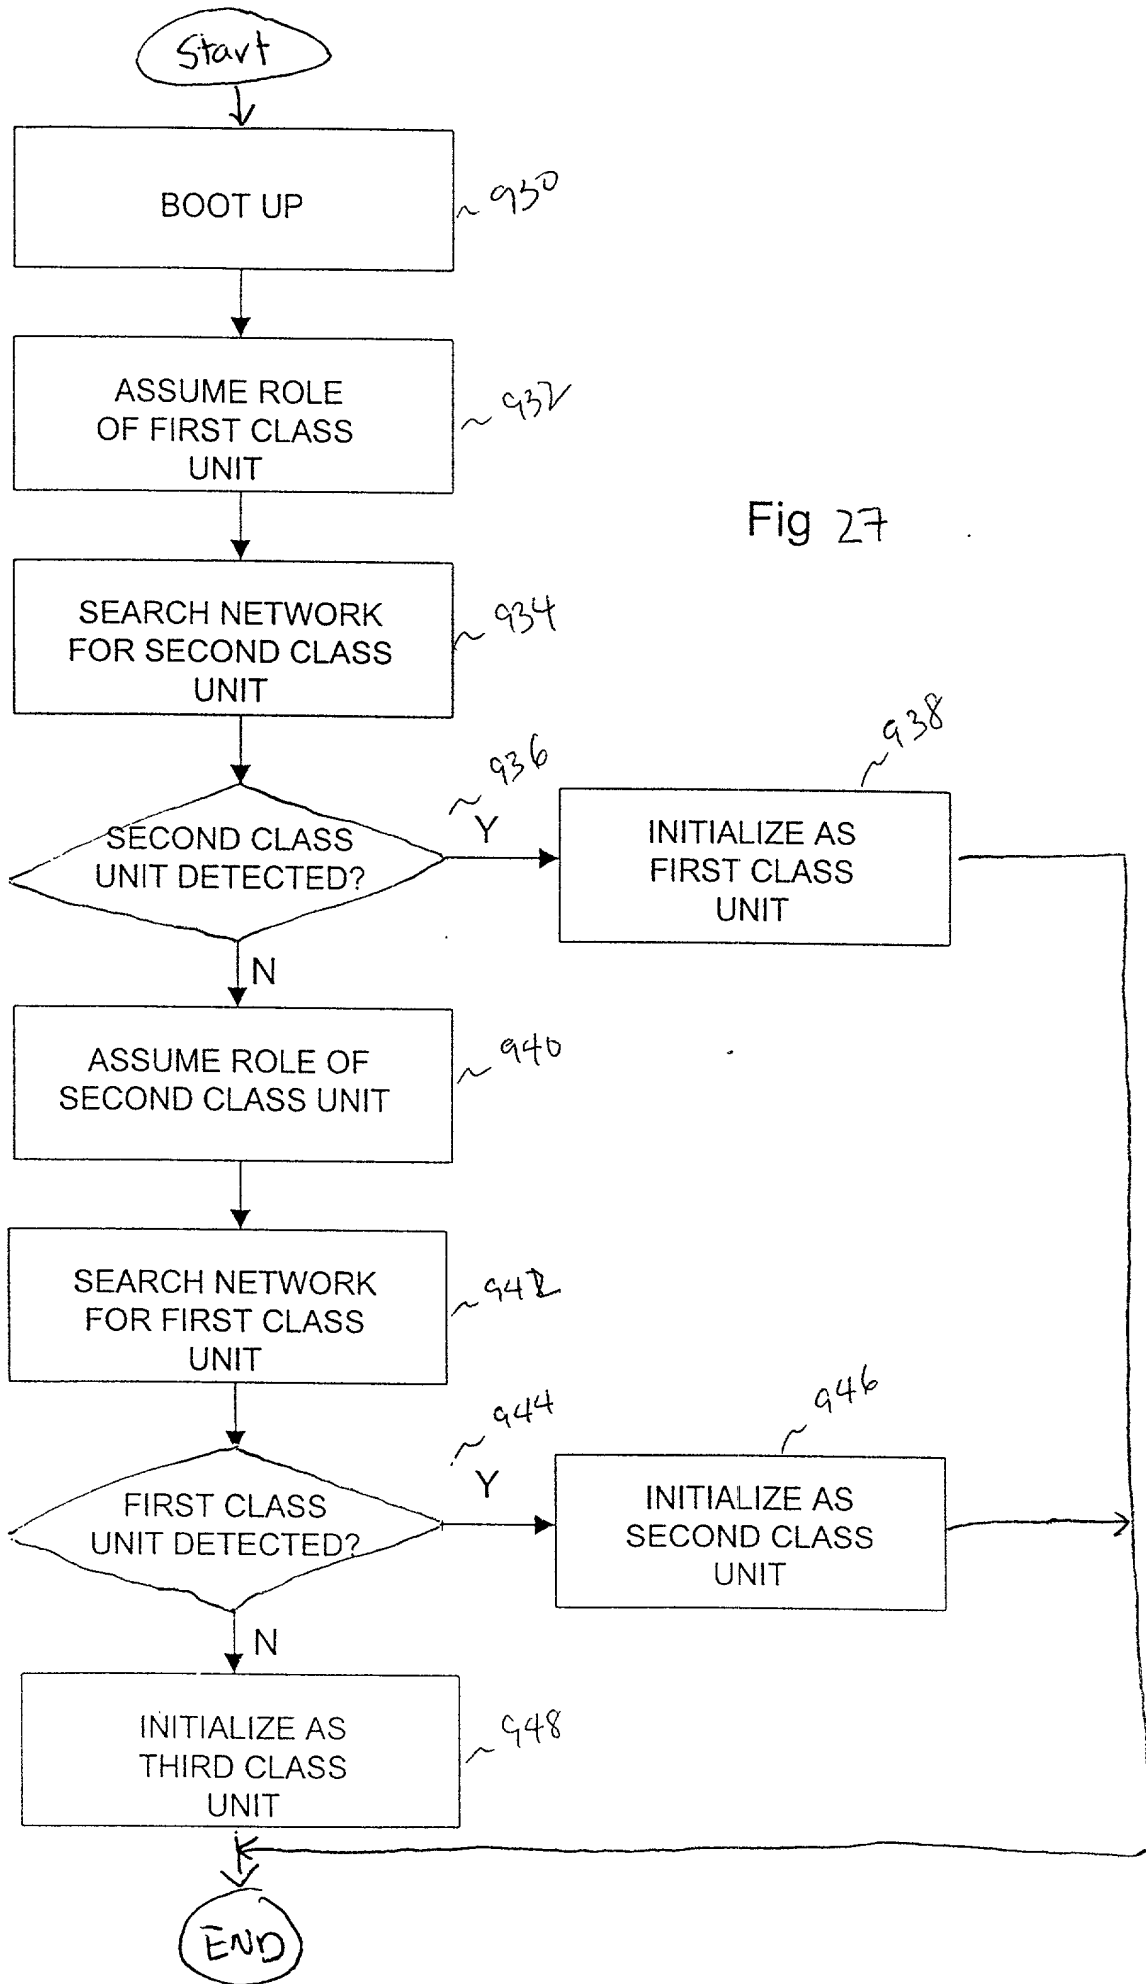 Start
BOOT UP
~ 930
ASSUME ROLE
OF FIRST CLASS
UNIT
~ 932
Fig 27
SEARCH NETWORK
FOR SECOND CLASS
UNIT
~ 934
SECOND CLASS
UNIT DETECTED?
~ 936
Y
INITIALIZE AS
FIRST CLASS
UNIT
~ 938
N
ASSUME ROLE OF
SECOND CLASS UNIT
~ 940
SEARCH NETWORK
FOR FIRST CLASS
UNIT
~ 942
FIRST CLASS
UNIT DETECTED?
~ 944
Y
INITIALIZE AS
SECOND CLASS
UNIT
~ 946
N
INITIALIZE AS
THIRD CLASS
UNIT
~ 948
END